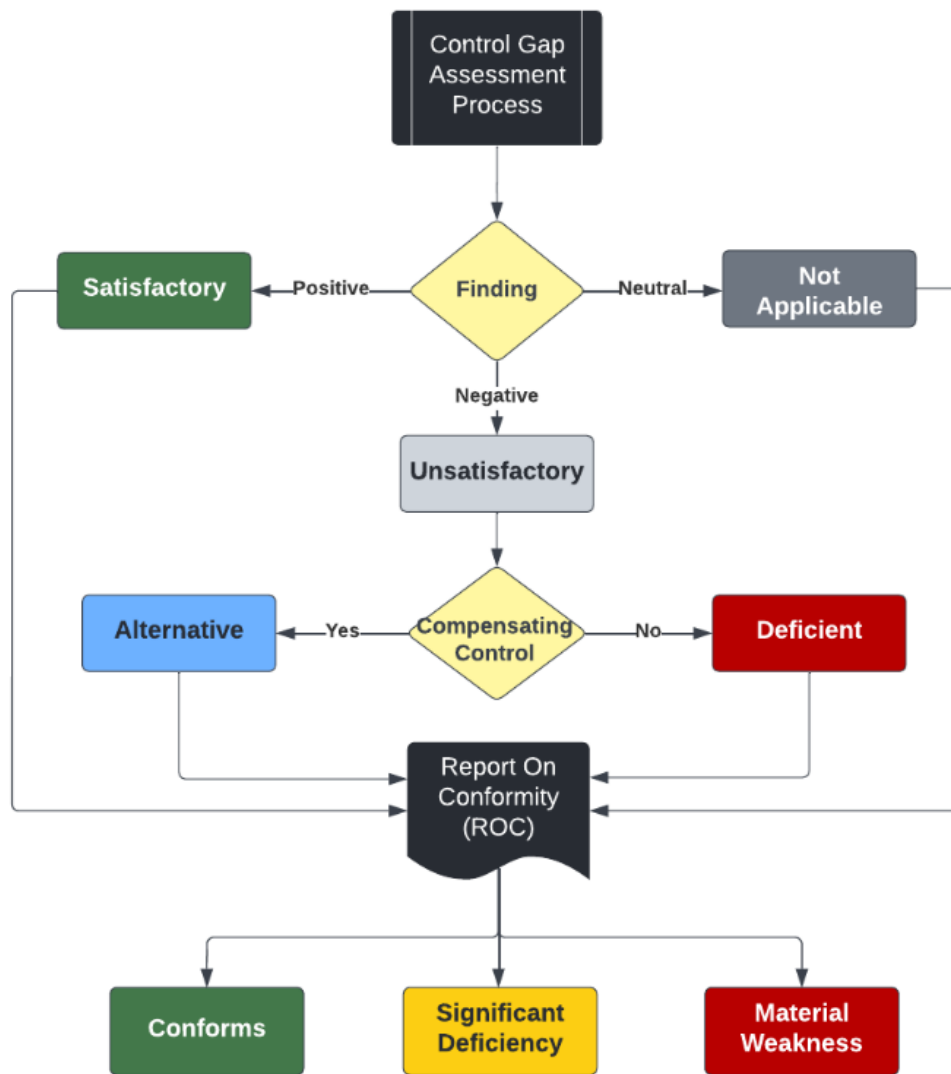 Control Gap
Assessment
Process
Satisfactory
Positive
Finding
Neutral
Not
Applicable
Negative
Unsatisfactory
Alternative
Yes
Compensating
Control
No
Deficient
Report On
Conformity
(ROC)
Conforms
Significant
Deficiency
Material
Weakness